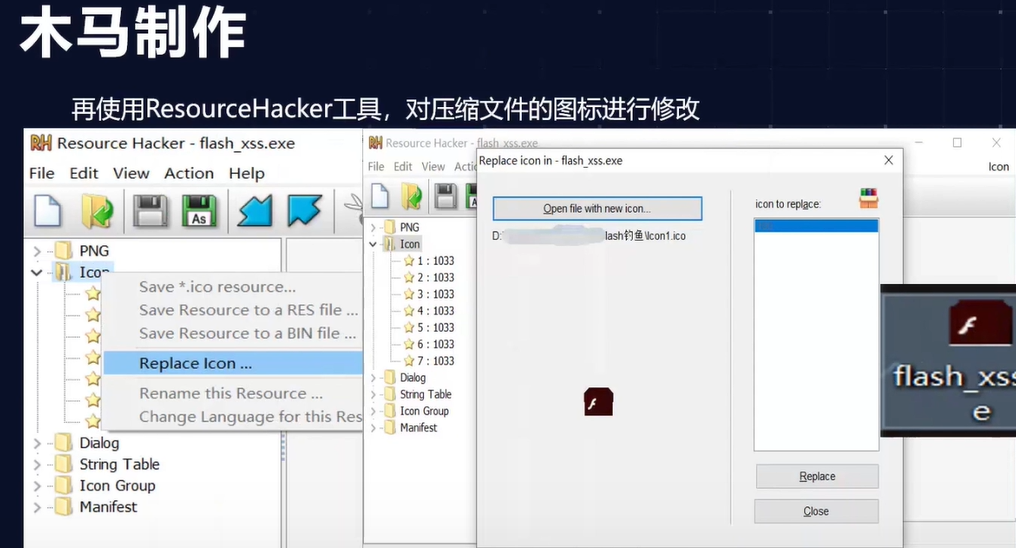 木马制作
再使用ResourceHacker工具，对压缩文件的图标进行修改
Resource Hacker - flash_xss.exe
File Edit View Action Help
As
PNG
Icon
Save *.ico resource...
Save Resource to a RES file ...
Save Resource to a BIN file ...
Replace Icon ...
Rename this Resource ...
Change Language for this Res
Dialog
String Table
Icon Group
Manifest
Resource Hacker - flash_xss.exe
File Edit View Actio
Icon
PNG
Icon
1 : 1033
2 : 1033
3 : 1033
4 : 1033
5 : 1033
6 : 1033
7 : 1033
Dialog
String Table
Icon Group
Manifest
Replace icon in - flash_xss.exe
Open file with new icon...
D:
lash钓鱼\Icon1.ico
icon to replace:
Replace
Close
flash_xss
e